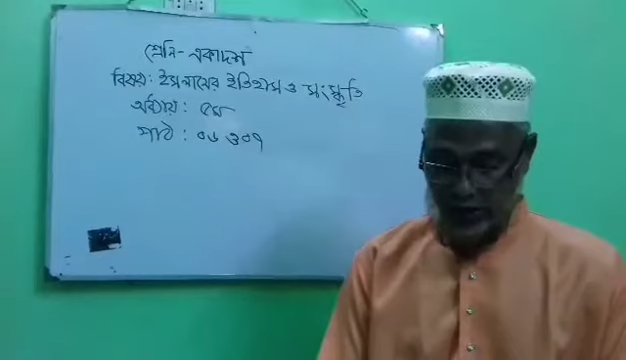 শ্রেনি- একাদশ
বিষয়: ইসলামের ইতিহাস ও সংস্কৃতি
অধ্যায় : ৫ম
পাঠ : ০৬ ও ০৭